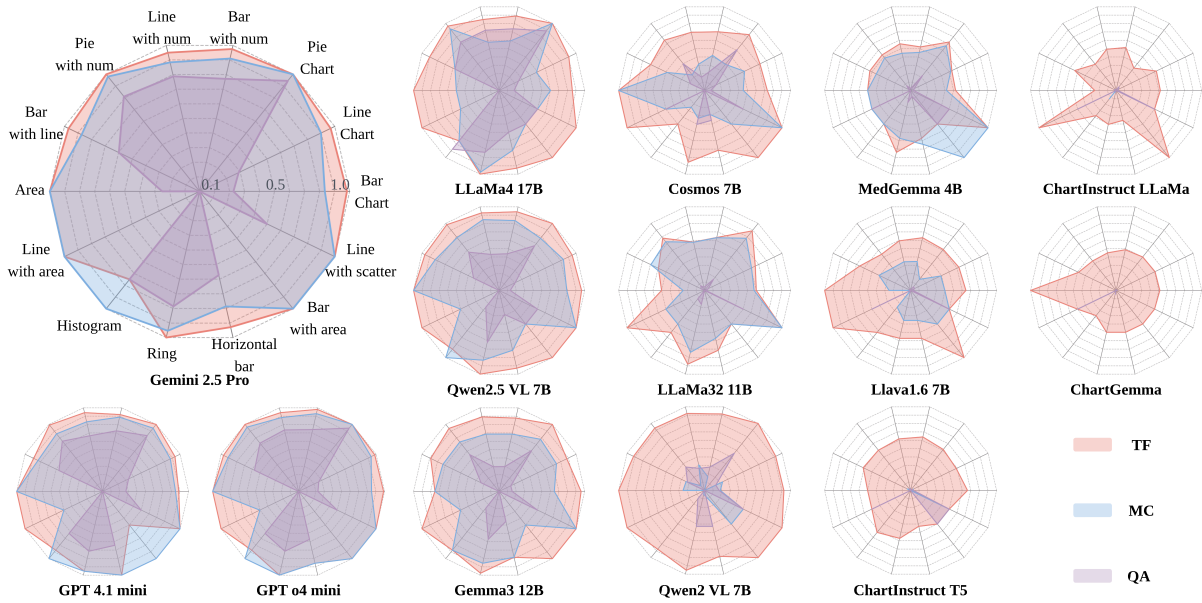 Line
with num
Bar
with num
Pie
with num
Pie
Chart
Bar
with line
Line
Chart
Area
0.1
0.5
1.0
Bar
Chart
Line
with area
Line
with scatter
Histogram
Bar
with area
Ring
Horizontal
bar
Gemini 2.5 Pro
LLaMa4 17B
Cosmos 7B
MedGemma 4B
ChartInstruct LLaMa
Qwen2.5 VL 7B
LLaMa32 11B
Llava1.6 7B
ChartGemma
GPT 4.1 mini
GPT o4 mini
Gemma3 12B
Qwen2 VL 7B
ChartInstruct T5
TF
MC
QA